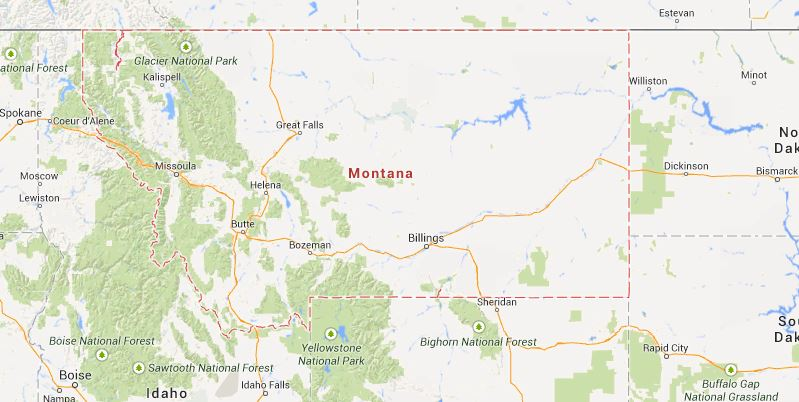 Estevan
Glacier National Park
ational Forest
Kalispell
Williston
Minot
Spokane
Coeur d'Alene
Great Falls
No
Da
Missoula
Montana
Dickinson
Bismarck
Moscow
Helena
Lewiston
Butte
Billings
Bozeman
a
Sheridan
Sou
Dak
Boise National Forest
Yellowstone
National Park
Bighorn National Forest
Rapid City
Sawtooth National Forest
Boise
Idaho
Idaho Falls
Buffalo Gap
National Grassland
Nampa